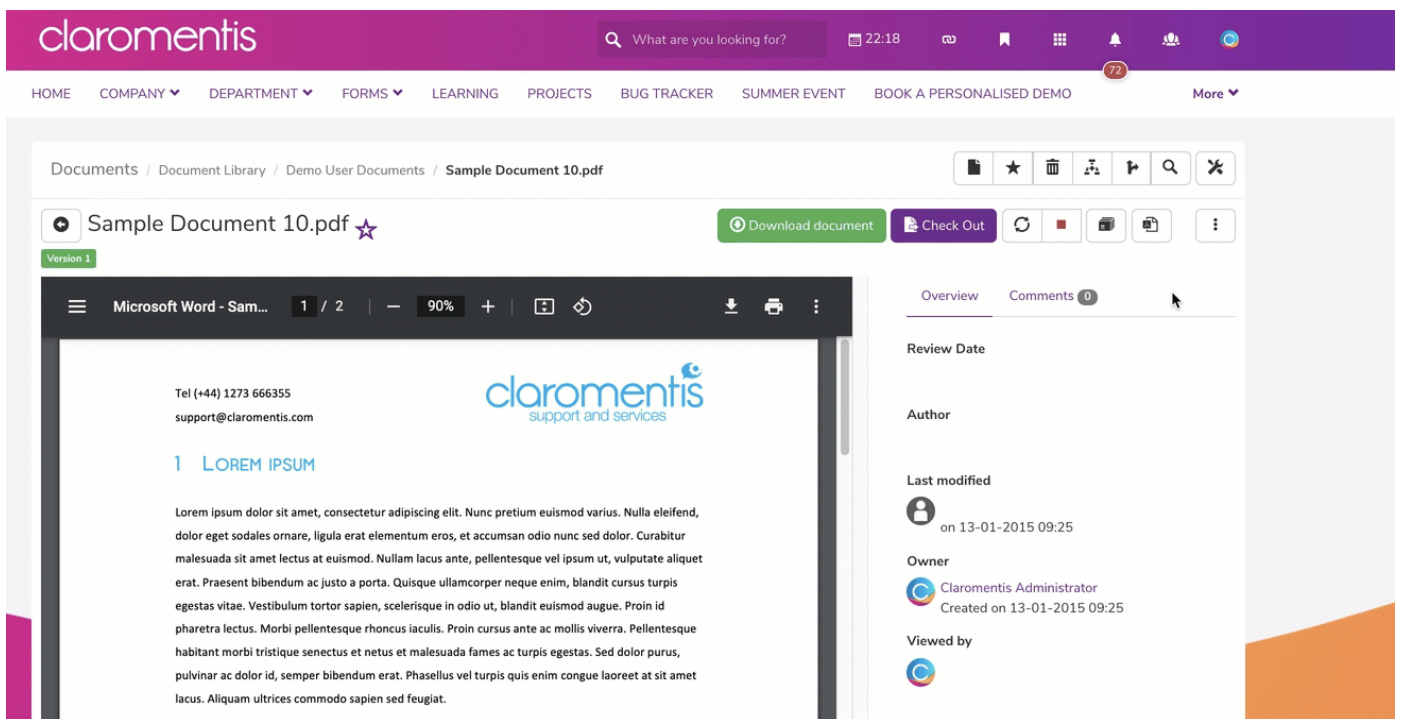 claromentis
What are you looking for?
22:18
72
HOME COMPANY DEPARTMENT FORMS LEARNING PROJECTS BUG TRACKER SUMMER EVENT BOOK A PERSONALISED DEMO More
Documents / Document Library / Demo User Documents / Sample Document 10.pdf
Sample Document 10.pdf
Download document Check Out
Version 1
Microsoft Word - Sam... 1 / 2 90%
Tel (+44) 1273 666355
support@claromentis.com
claromentis
support and services
1 LOREM IPSUM
Lorem ipsum dolor sit amet, consectetur adipiscing elit. Nunc pretium euismod varius. Nulla eleifend,
dolor eget sodales ornare, ligula erat elementum eros, et accumsan odio nunc sed dolor. Curabitur
malesuada sit amet lectus at euismod. Nullam lacus ante, pellentesque vel ipsum ut, vulputate aliquet
erat. Praesent bibendum ac justo a porta. Quisque ullamcorper neque enim, blandit cursus turpis
egestas vitae. Vestibulum tortor sapien, scelerisque in odio ut, blandit euismod augue. Proin id
pharetra lectus. Morbi pellentesque rhoncus iaculis. Proin cursus ante ac mollis viverra. Pellentesque
habitant morbi tristique senectus et netus et malesuada fames ac turpis egestas. Sed dolor purus,
pulvinar ac dolor id, semper bibendum erat. Phasellus vel turpis quis enim congue laoreet at sit amet
lacus. Aliquam ultrices commodo sapien sed feugiat.
Overview Comments 0
Review Date
Author
Last modified
on 13-01-2015 09:25
Owner
Claromentis Administrator
Created on 13-01-2015 09:25
Viewed by